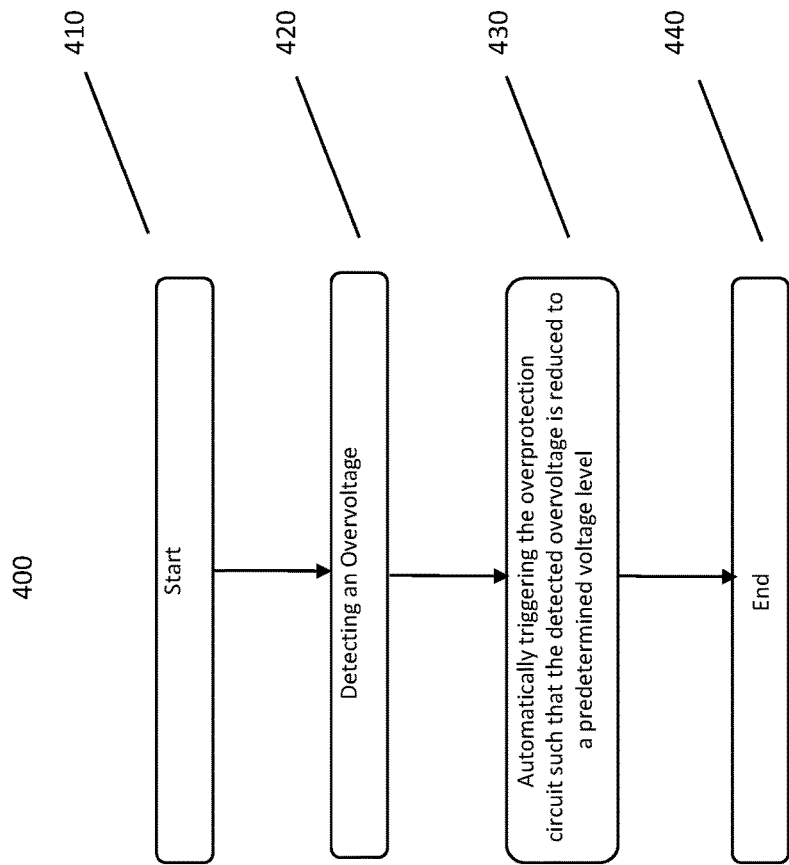 400
Start
410
Detecting an Overvoltage
420
Automatically triggering the overprotection
circuit such that the detected overvoltage is reduced to
a predetermined voltage level
430
End
440